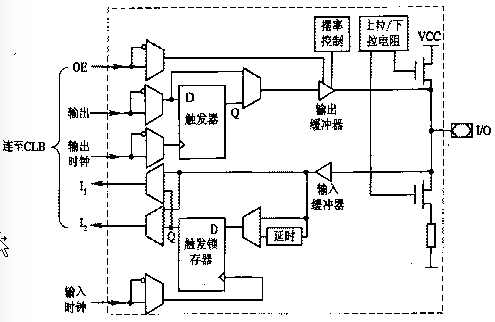 摆率
控制
上拉/下
拉电阻
VCC
OE
输出
D
触发器
Q
输出
缓冲器
I/O
连至CLB
输出
时钟
I₁
输入
缓冲器
I₂
Q
D
触发锁
存器
延时
输入
时钟